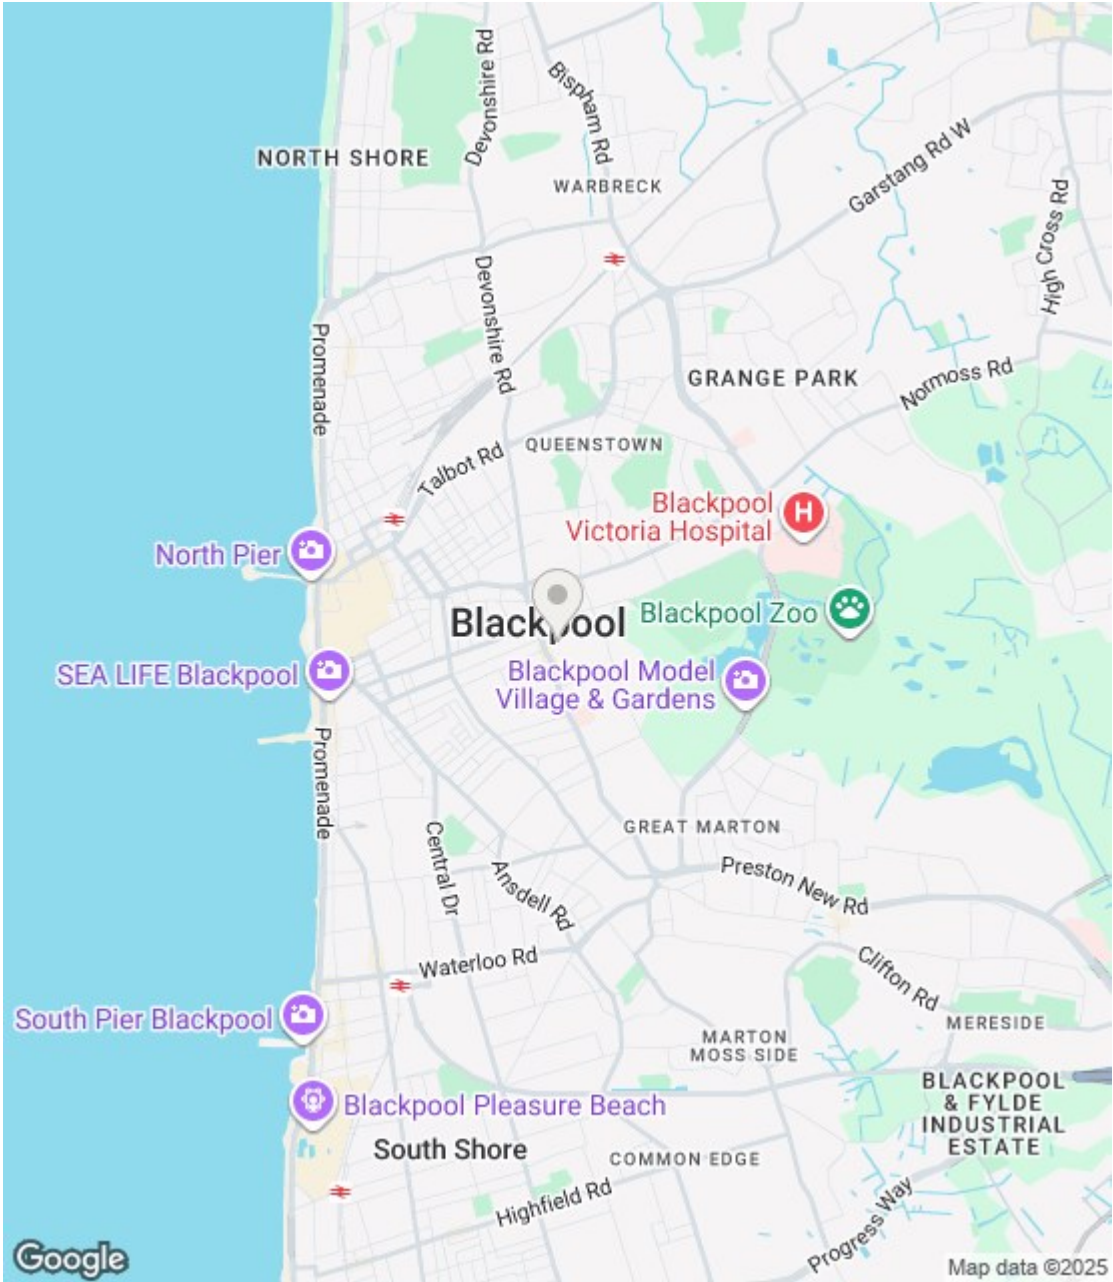 Devonshire Rd
Bispham Rd
NORTH SHORE
WARBRECK
Garstang Rd W
High Cross Rd
Devonshire Rd
Promenade
GRANGE PARK
Normoss Rd
QUEENSTOWN
Talbot Rd
Blackpool
Victoria Hospital
H
North Pier
Blackpool
Blackpool Zoo
SEA LIFE Blackpool
Blackpool Model
Village & Gardens
Promenade
GREAT MARTON
Central Dr
Ansdell Rd
Preston New Rd
Waterloo Rd
Clifton Rd
South Pier Blackpool
MERESIDE
MARTON
MOSS SIDE
BLACKPOOL
& FYLDE
INDUSTRIAL
ESTATE
Blackpool Pleasure Beach
South Shore
COMMON EDGE
Highfield Rd
Progress Way
Google
Map data ©2025